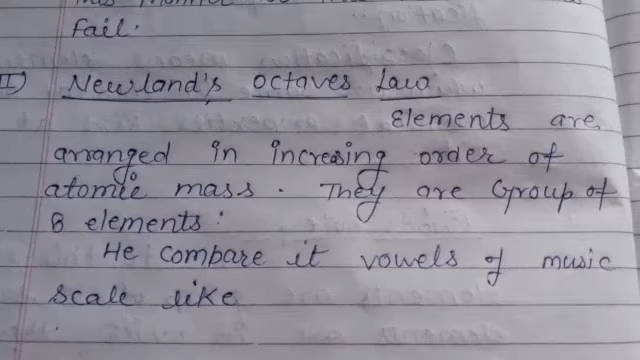 fail.
II) Newland's octaves Law
Elements are
arranged in increasing order of
atomic mass. They are Group of
8 elements:
He compare it vowels of music
scale like